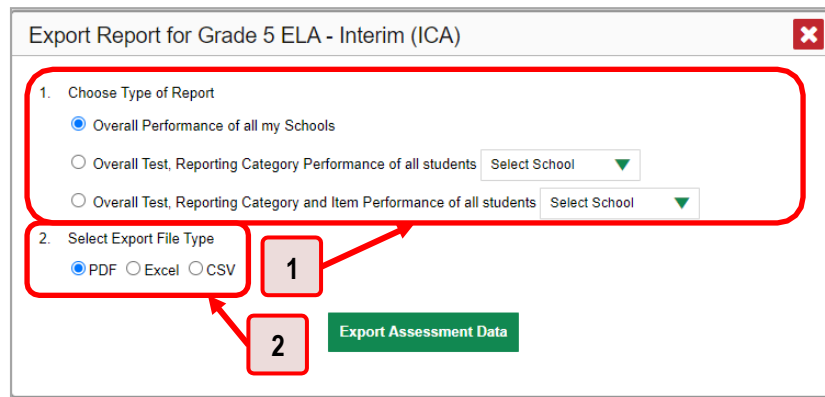 Export Report for Grade 5 ELA - Interim (ICA)
1. Choose Type of Report
Overall Performance of all my Schools
Overall Test, Reporting Category Performance of all students Select School
Overall Test, Reporting Category and Item Performance of all students Select School
2. Select Export File Type
PDF Excel CSV
1
2
Export Assessment Data